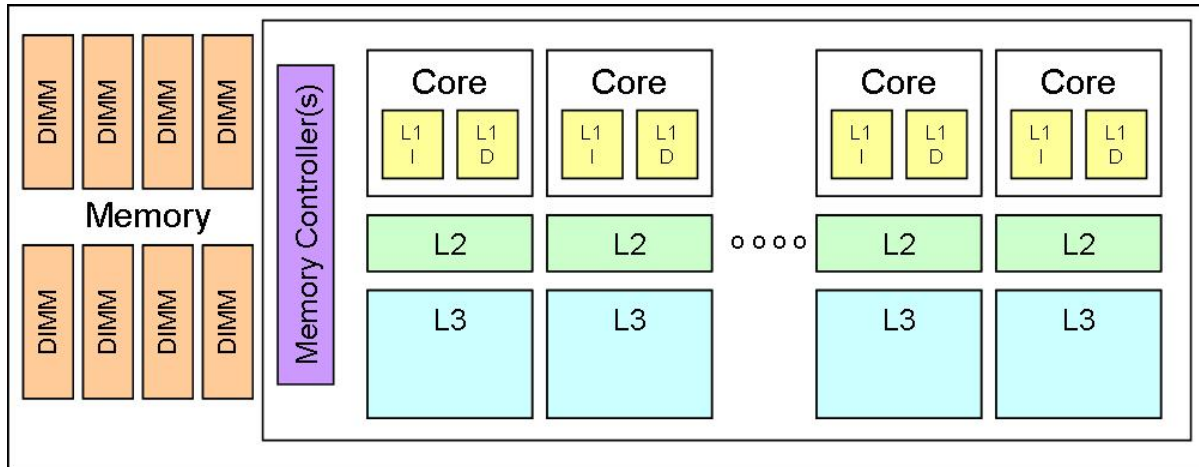 DIMM DIMM DIMM DIMM
Memory
DIMM DIMM DIMM DIMM
Memory Controller(s)
Core Core Core Core
L1 L1 L1 L1 L1 L1 L1 L1
I D I D I D I D
L2 L2 o o o o L2 L2
L3 L3 L3 L3